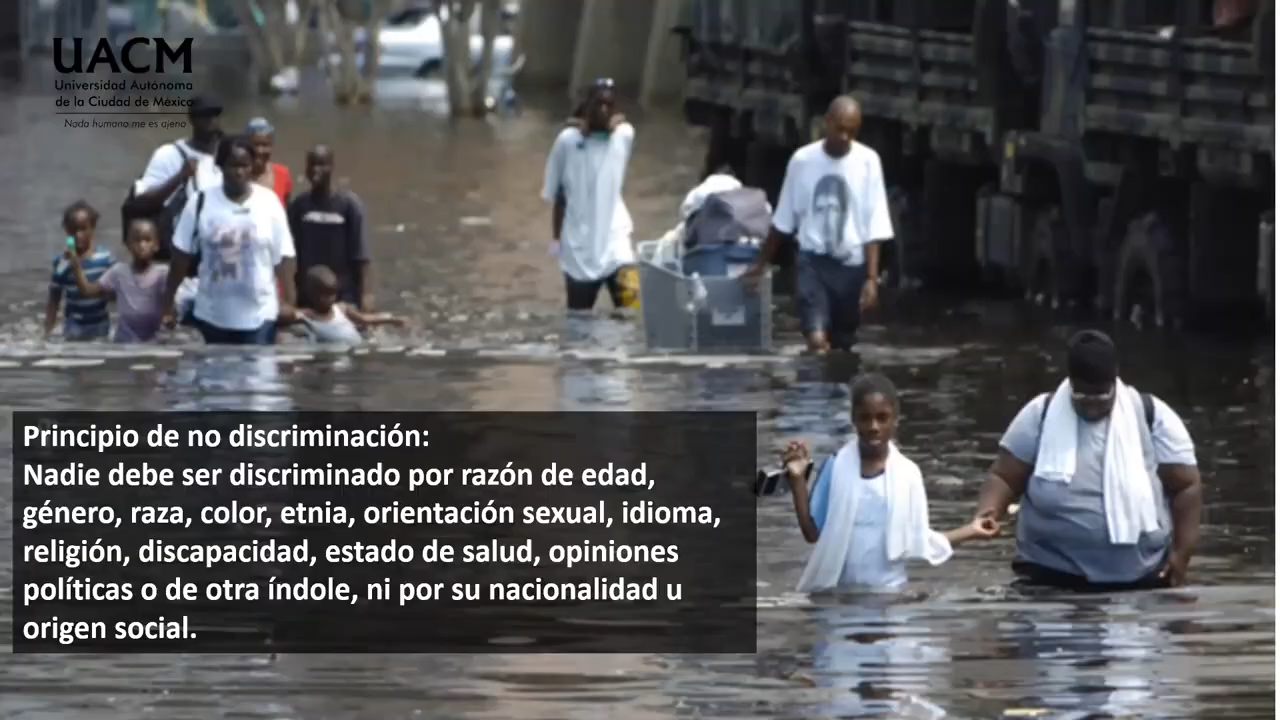 UACM
Universidad Autónoma
de la Ciudad de México
Nada humano me es ajeno
Principio de no discriminación:
Nadie debe ser discriminado por razón de edad,
género, raza, color, etnia, orientación sexual, idioma,
religión, discapacidad, estado de salud, opiniones
políticas o de otra índole, ni por su nacionalidad u
origen social.